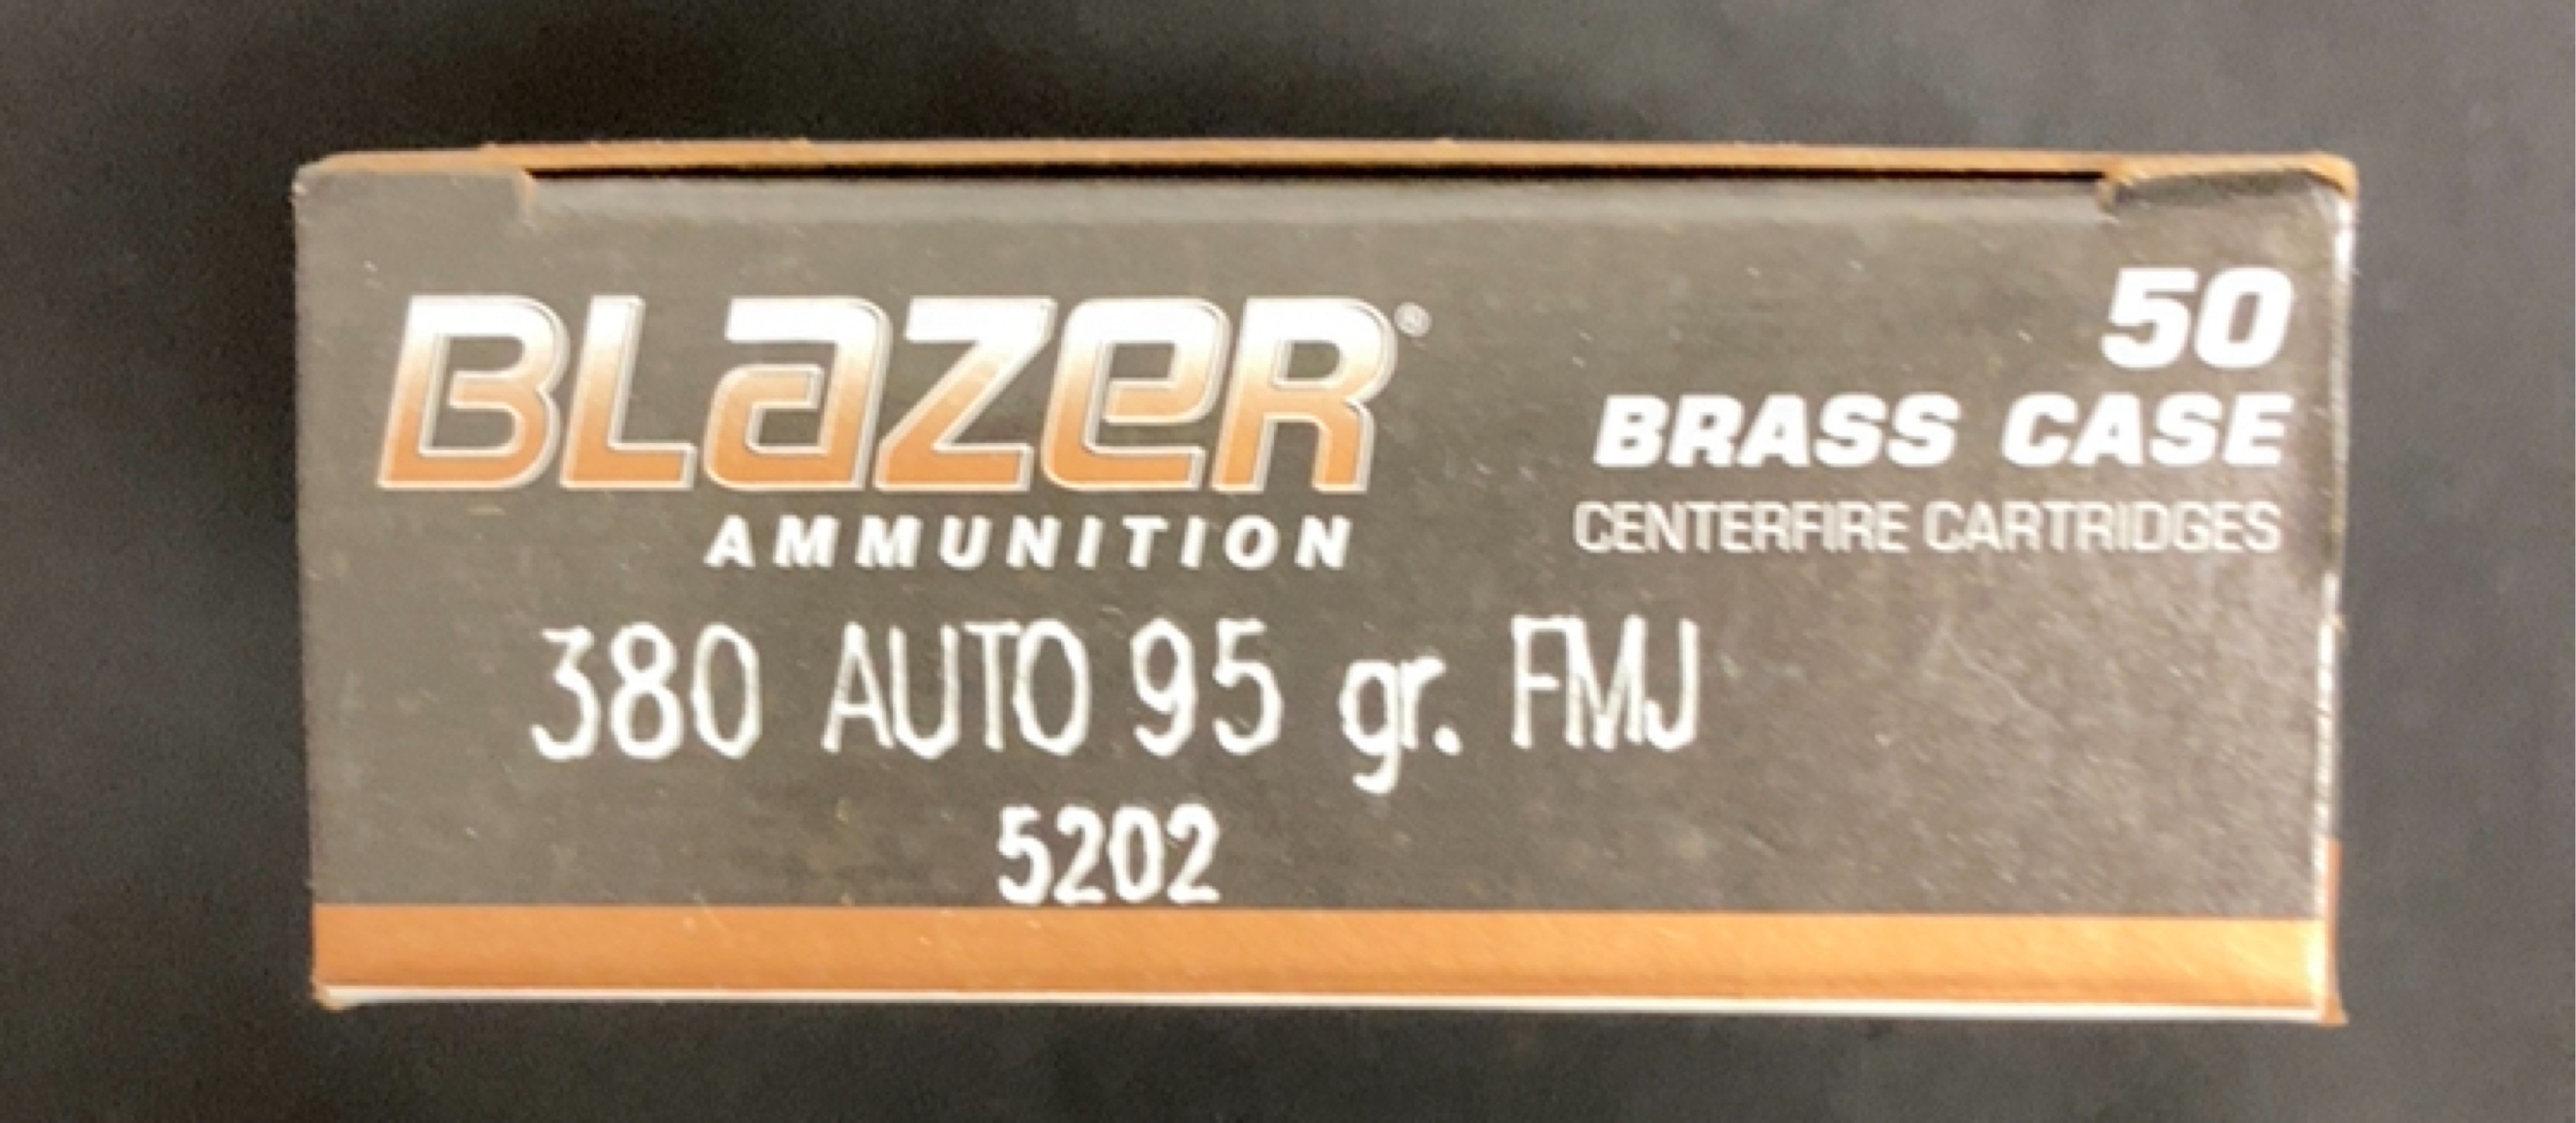 BLaZeR®
AMMUNITION
50
BRASS CASE
CENTERFIRE CARTRIDGES
380 AUTO 95 gr. FMJ
5202